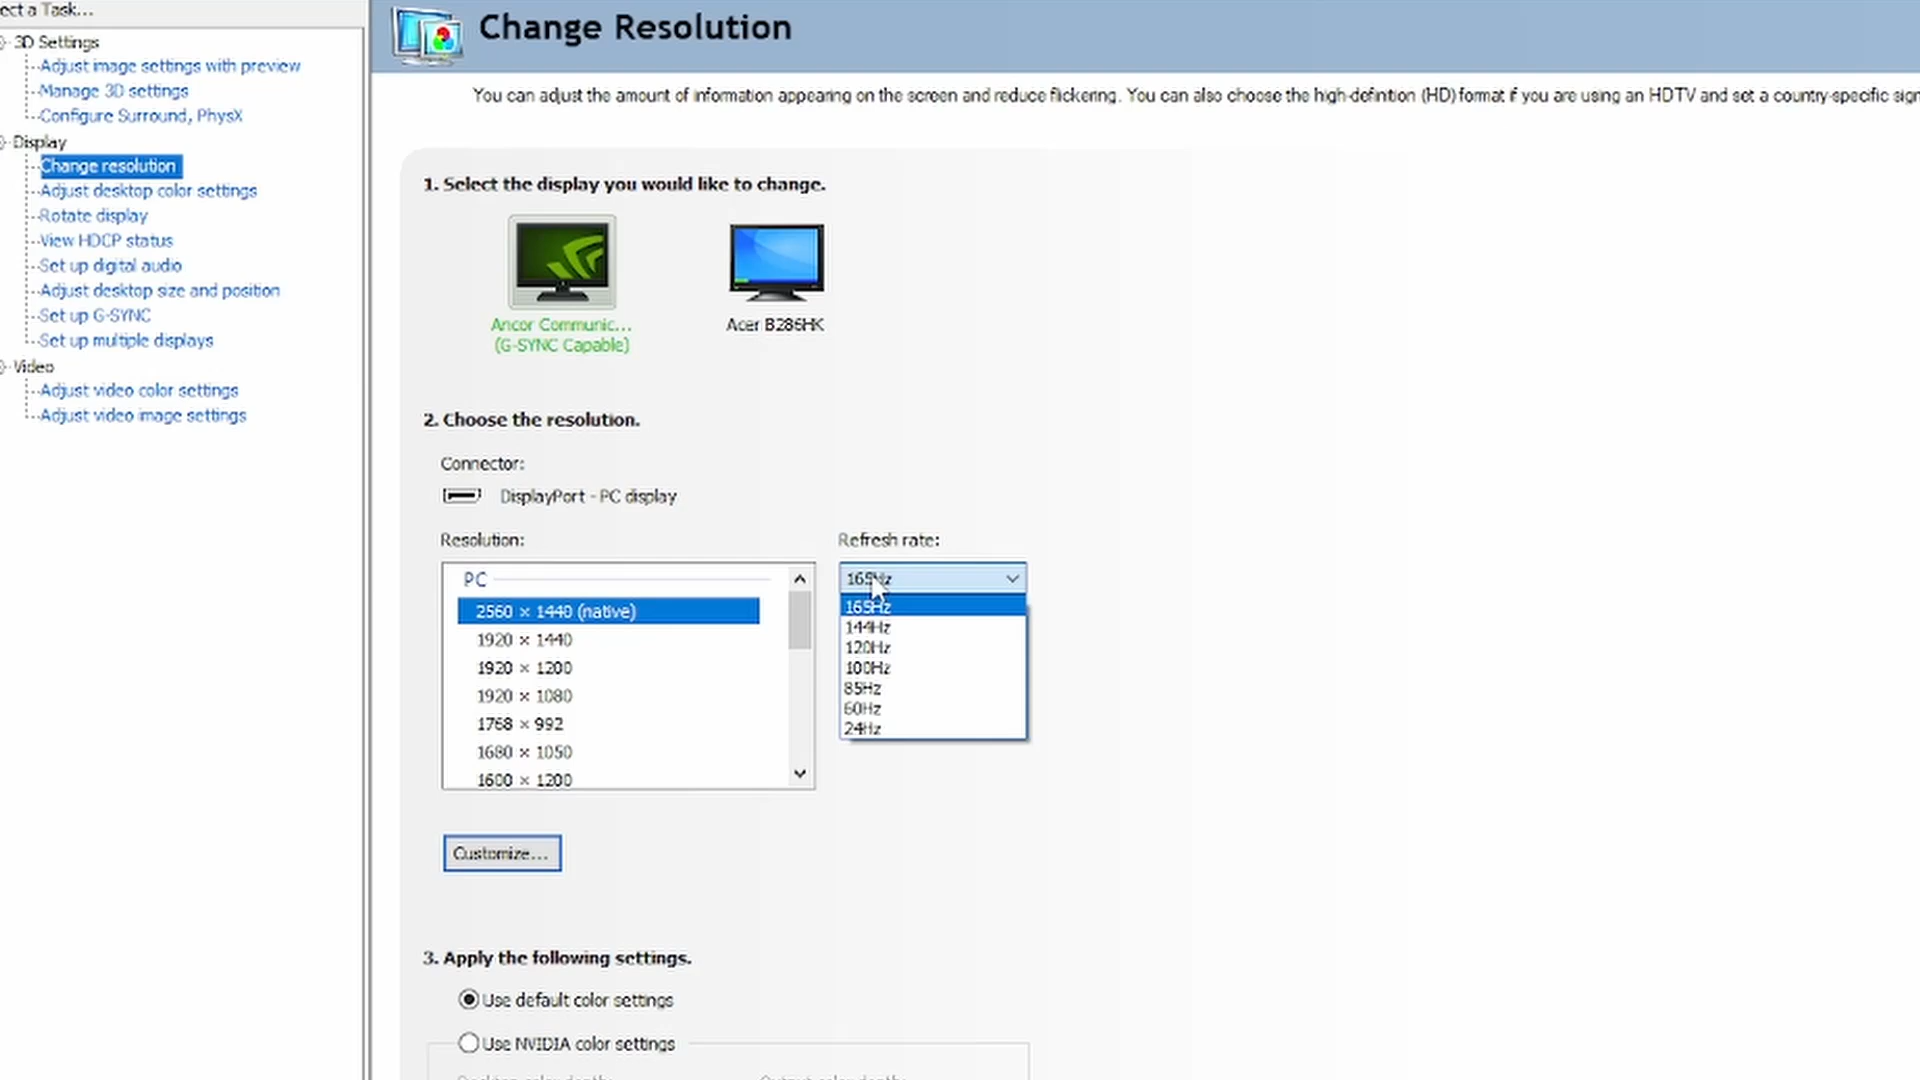 ect a Task...
3D Settings
Adjust image settings with preview
Manage 3D settings
Configure Surround, PhysX
Display
Change resolution
Adjust desktop color settings
Rotate display
View HDCP status
Set up digital audio
Adjust desktop size and position
Set up G-SYNC
Set up multiple displays
Video
Adjust video color settings
Adjust video image settings
Change Resolution
You can adjust the amount of information appearing on the screen and reduce flickering. You can also choose the high-definition (HD) format if you are using an HDTV and set a country-specific sign
1. Select the display you would like to change.
Ancor Communic...
(G-SYNC Capable)
Acer B286HK
2. Choose the resolution.
Connector:
DisplayPort - PC display
Resolution:
PC
2560 × 1440 (native)
1920 × 1440
1920 × 1200
1920 × 1080
1768 × 992
1680 × 1050
1600 × 1200
Refresh rate:
165Hz
165Hz
144Hz
120Hz
100Hz
85Hz
60Hz
24Hz
Customize...
3. Apply the following settings.
Use default color settings
Use NVIDIA color settings